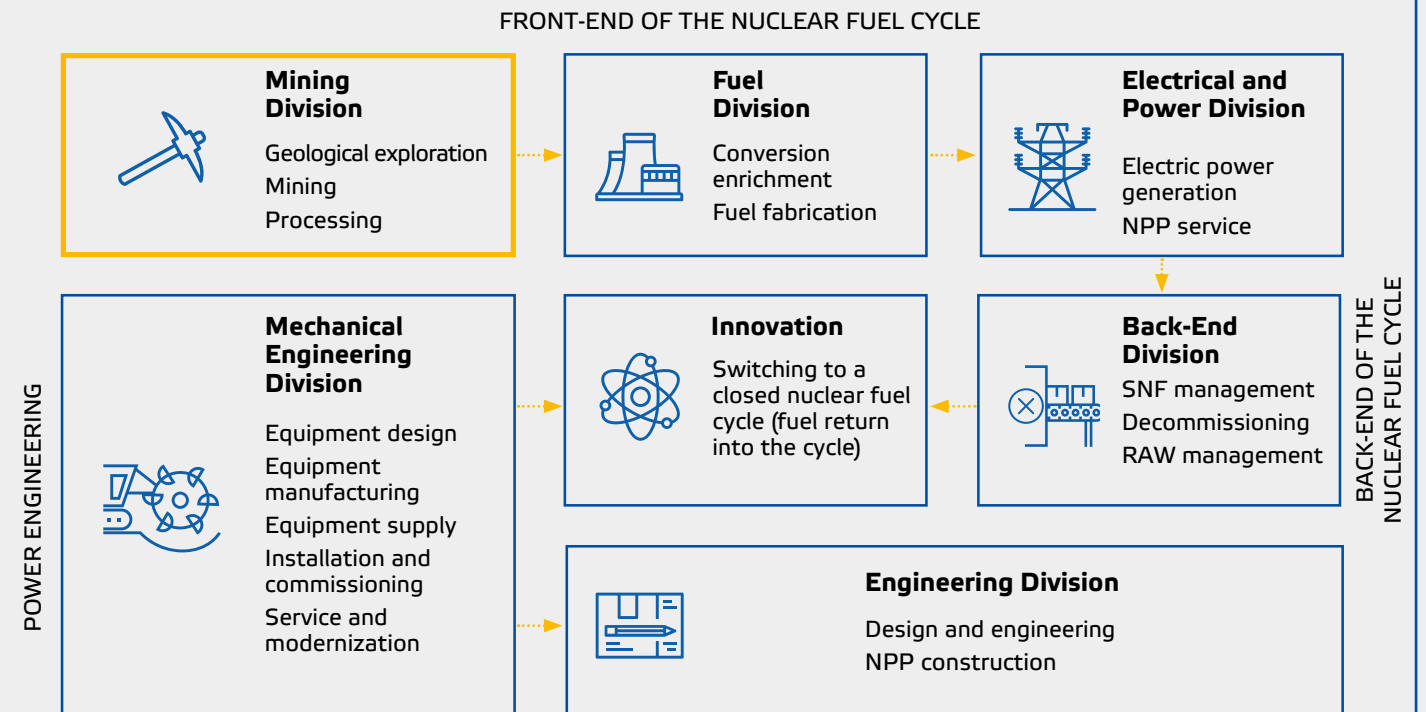 FRONT-END OF THE NUCLEAR FUEL CYCLE
Mining
Division
Geological exploration
Mining
Processing
Fuel
Division
Conversion
enrichment
Fuel fabrication
Electrical and
Power Division
Electric power
generation
NPP service
POWER ENGINEERING
Mechanical
Engineering
Division
Equipment design
Equipment
manufacturing
Equipment supply
Installation and
commissioning
Service and
modernization
Innovation
Switching to a
closed nuclear fuel
cycle (fuel return
into the cycle)
Back-End
Division
SNF management
Decommissioning
RAW management
BACK-END OF THE
NUCLEAR FUEL CYCLE
Engineering Division
Design and engineering
NPP construction